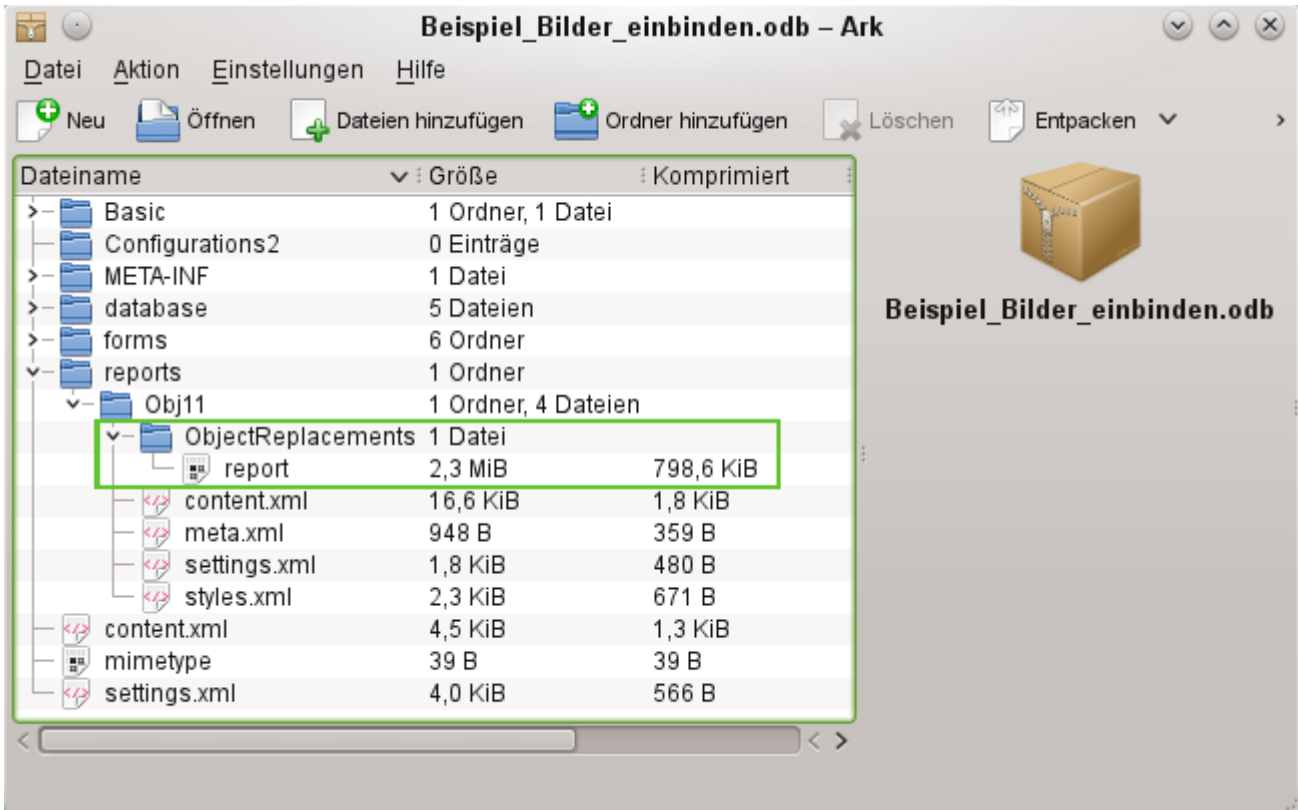 Beispiel_Bilder_einbinden.odb – Ark
Datei Aktion Einstellungen Hilfe
Neu Öffnen Dateien hinzufügen Ordner hinzufügen Löschen Entpacken
Dateiname Größe Komprimiert
Basic 1 Ordner, 1 Datei
Configurations2 0 Einträge
META-INF 1 Datei
database 5 Dateien
Beispiel_Bilder_einbinden.odb
forms 6 Ordner
reports 1 Ordner
Obj11 1 Ordner, 4 Dateien
ObjectReplacements 1 Datei
report 2,3 MiB 798,6 KiB
content.xml 16,6 KiB 1,8 KiB
meta.xml 948 B 359 B
settings.xml 1,8 KiB 480 B
styles.xml 2,3 KiB 671 B
content.xml 4,5 KiB 1,3 KiB
mimetype 39 B 39 B
settings.xml 4,0 KiB 566 B